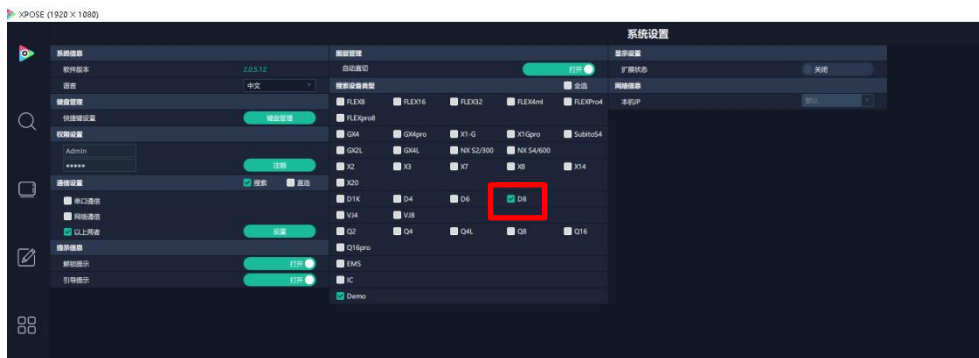 XPOSE (1920 X 1080)
系统设置
系统信息
软件版本 2.0.5.12
语言 中文
键盘管理
快捷键设置 键盘管理
权限设置
Admin
***** 注销
通信设置 搜索 直连
串口通信
网络通信
以上两者 设置
提示信息
解锁提示 打开
引导提示 打开
图层管理
自动直切 打开
搜索设备类型 全选
FLEX8 FLEX16 FLEX32 FLEX4ml FLEXPro4
FLEXpro8
GX4 GX4pro X1-G X1Gpro SubitoS4
GX2L GX4L NX S2/300 NX S4/600
X2 X3 X7 X8 X14
X20
D1K D4 D6 D8
VJ4 VJ8
Q2 Q4 Q4L Q8 Q16
Q16pro
EMS
IC
Demo
显示设置
扩展状态 关闭
网络信息
本机IP 默认